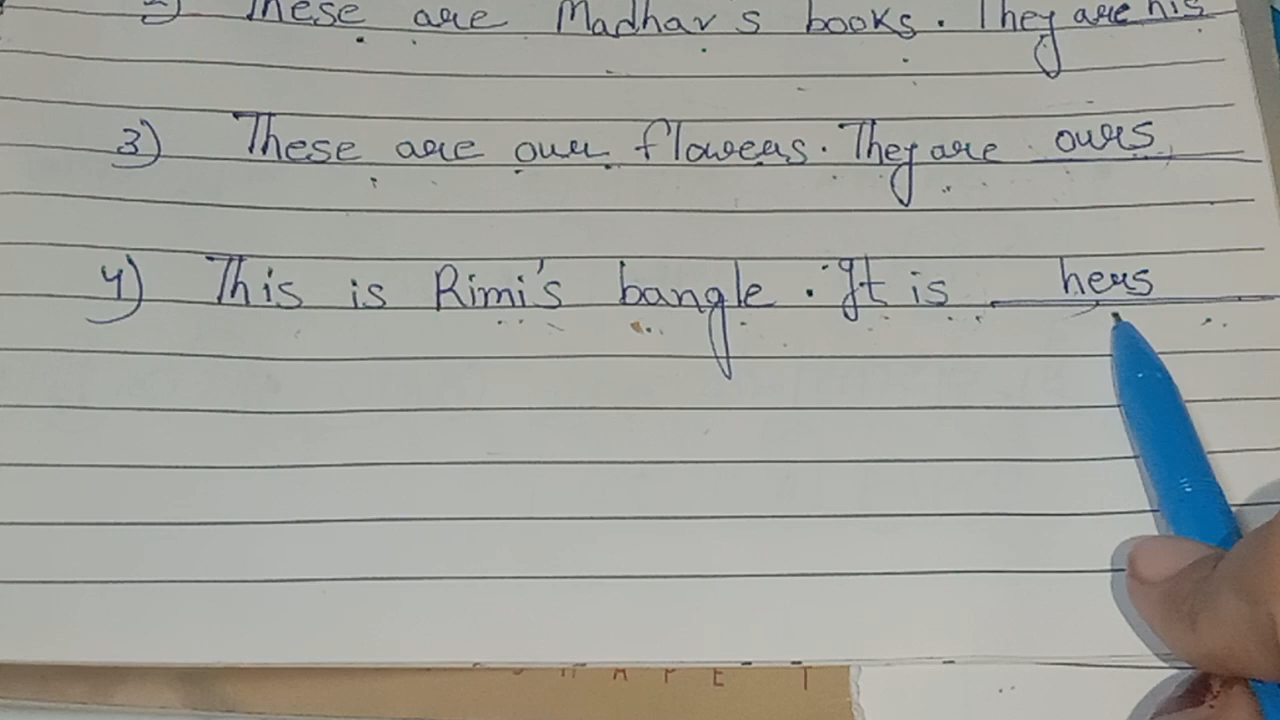 2) These are Madhav's books. They are his
3) These are our flowers. They are ours
4) This is Rimi's bangle. It is hers